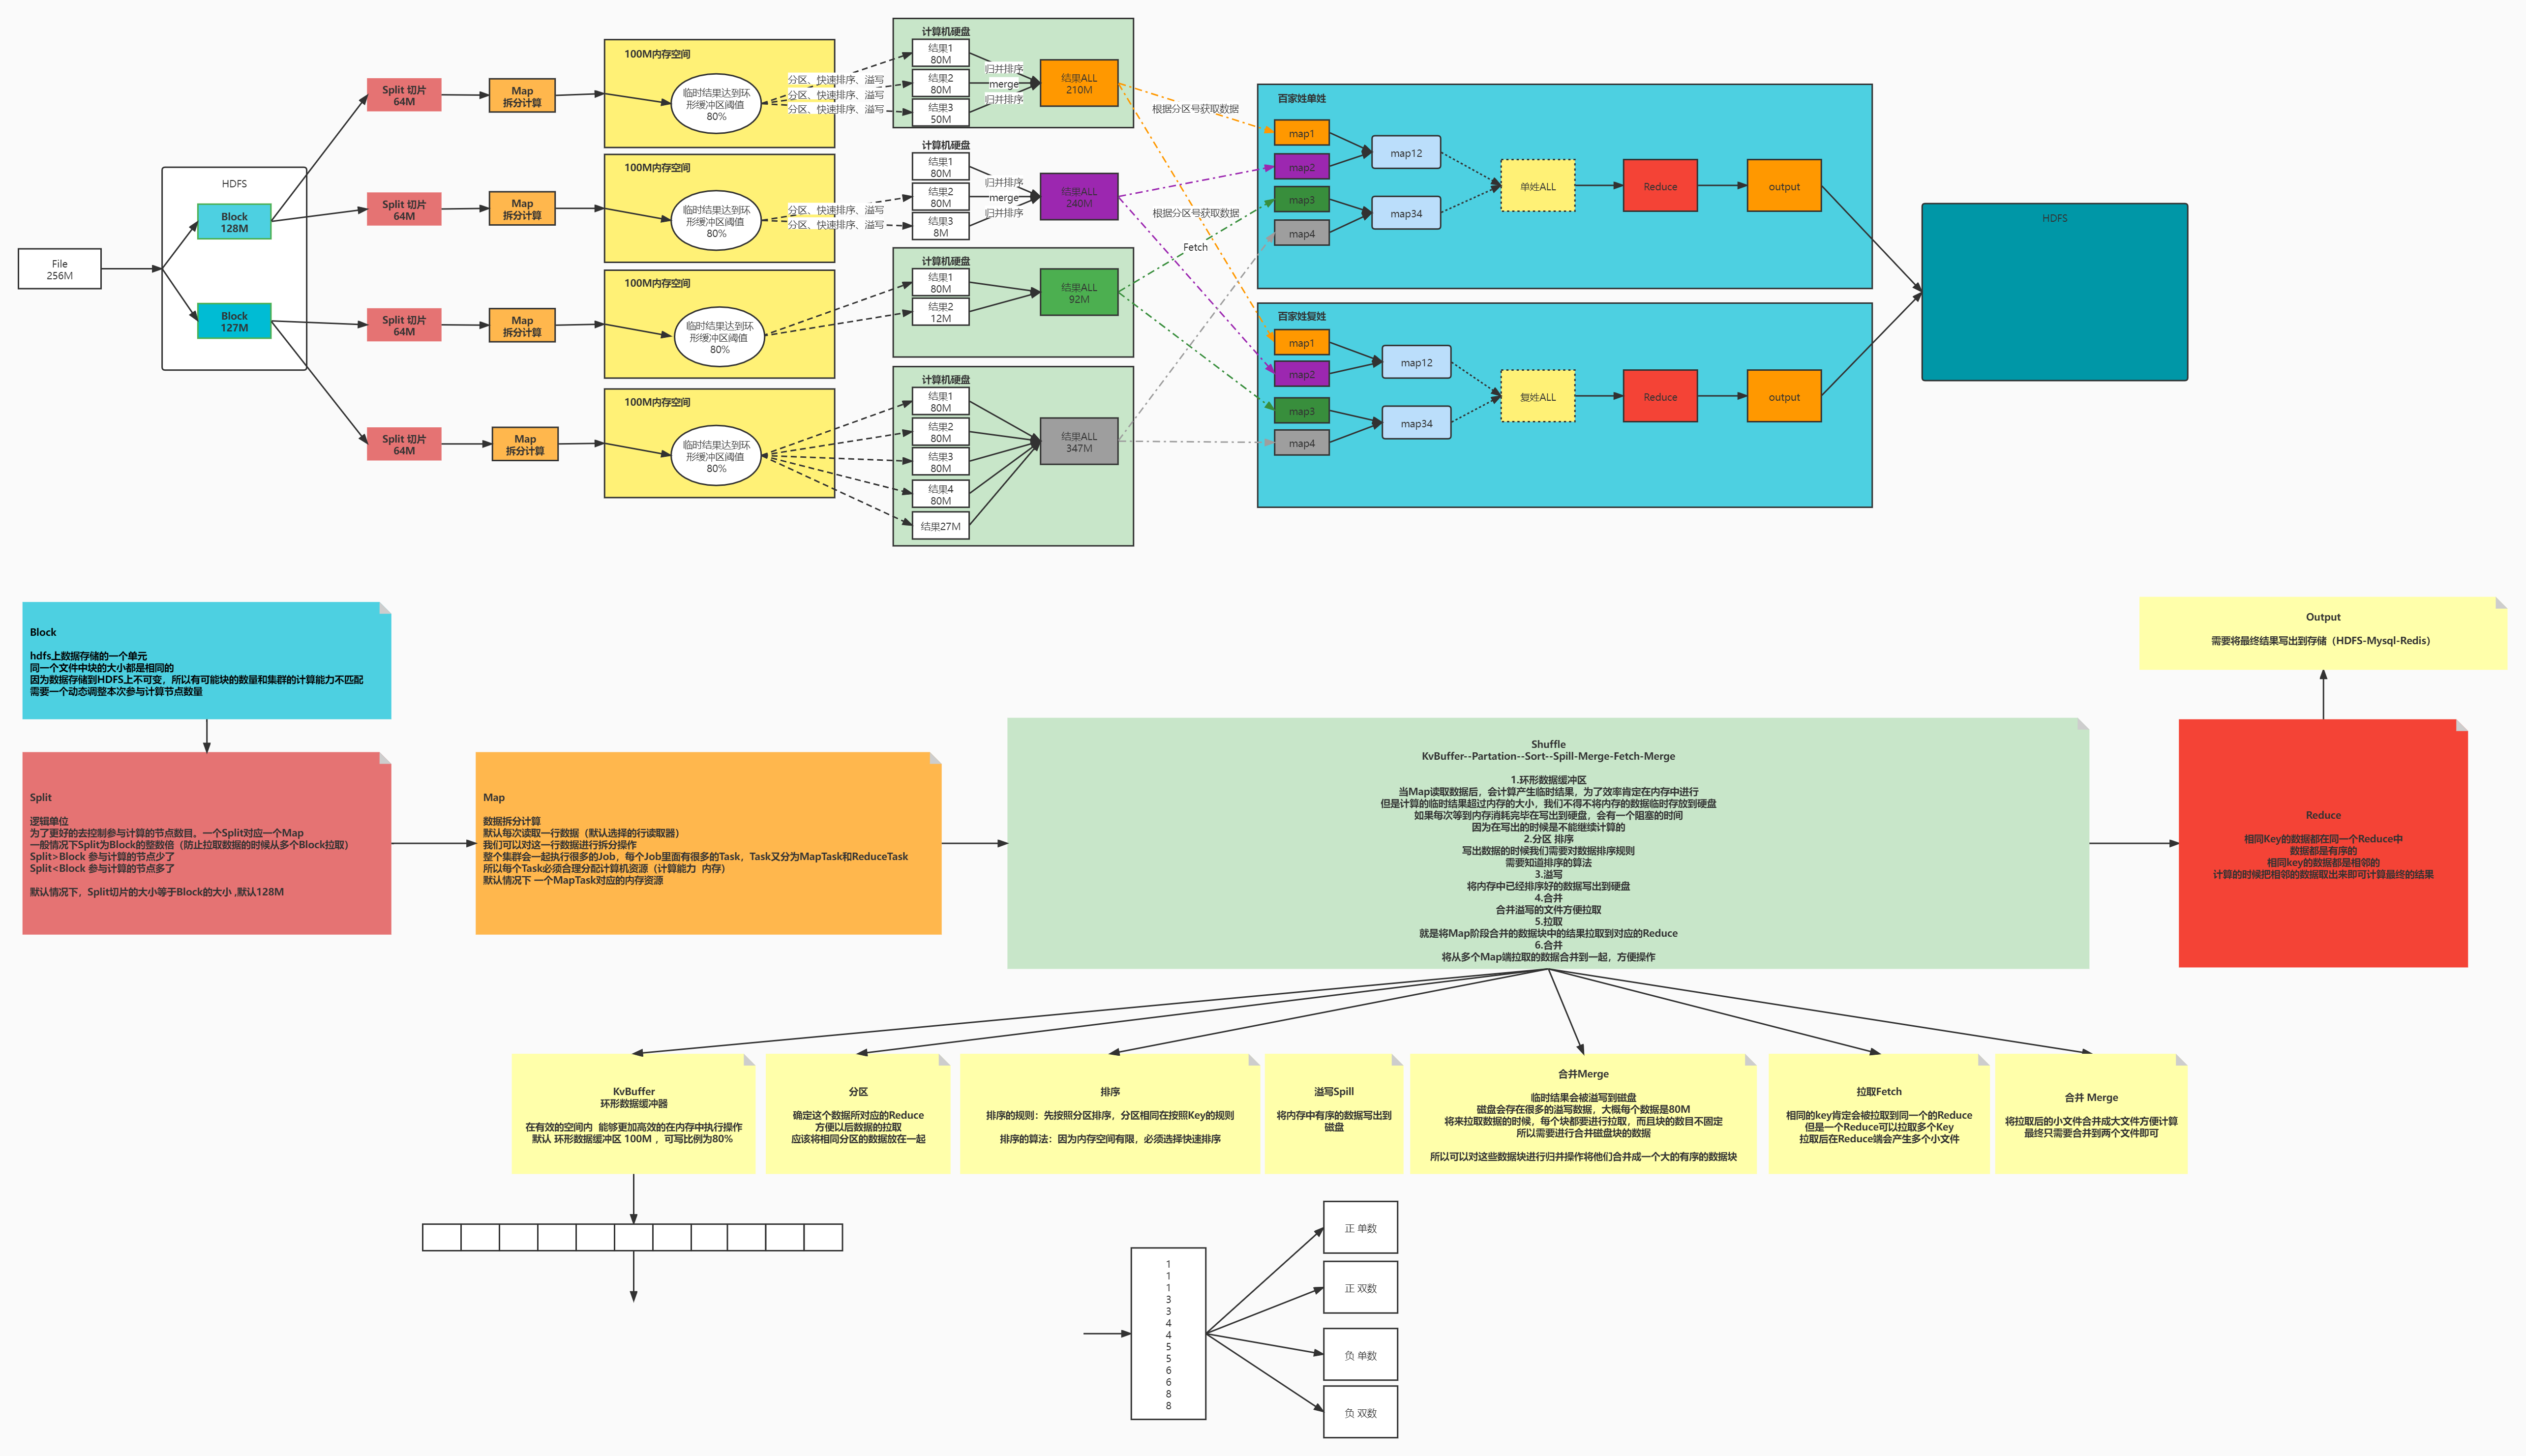 File
256M
HDFS
Block
128M
Block
127M
Split 切片
64M
Split 切片
64M
Split 切片
64M
Split 切片
64M
Map
拆分计算
Map
拆分计算
Map
拆分计算
Map
拆分计算
100M内存空间
临时结果达到环
形缓冲区阈值
80%
100M内存空间
临时结果达到环
形缓冲区阈值
80%
100M内存空间
临时结果达到环
形缓冲区阈值
80%
100M内存空间
临时结果达到环
形缓冲区阈值
80%
分区、快速排序、溢写
分区、快速排序、溢写
分区、快速排序、溢写
分区、快速排序、溢写
分区、快速排序、溢写
计算机硬盘
结果1
80M
结果2
80M
结果3
50M
归并排序
merge
归并排序
结果ALL
210M
计算机硬盘
结果1
80M
结果2
80M
结果3
8M
归并排序
merge
归并排序
结果ALL
240M
计算机硬盘
结果1
80M
结果2
12M
结果ALL
92M
计算机硬盘
结果1
80M
结果2
80M
结果3
80M
结果4
80M
结果27M
结果ALL
347M
根据分区号获取数据
根据分区号获取数据
Fetch
百家姓单姓
map1
map2
map3
map4
map12
map34
单姓ALL
Reduce
output
百家姓复姓
map1
map2
map3
map4
map12
map34
复姓ALL
Reduce
output
HDFS
Block
hdfs上数据存储的一个单元
同一个文件中块的大小都是相同的
因为数据存储到HDFS上不可变，所以有可能块的数量和集群的计算能力不匹配
需要一个动态调整本次参与计算节点数量
Split
逻辑单位
为了更好的去控制参与计算的节点数目。一个Split对应一个Map
一般情况下Split为Block的整数倍（防止拉取数据的时候从多个Block拉取）
Split>Block 参与计算的节点少了
Split<Block 参与计算的节点多了
默认情况下，Split切片的大小等于Block的大小 ,默认128M
Map
数据拆分计算
默认每次读取一行数据（默认选择的行读取器）
我们可以对这一行数据进行拆分操作
整个集群会一起执行很多的Job，每个Job里面有很多的Task，Task又分为MapTask和ReduceTask
所以每个Task必须合理分配计算机资源（计算能力 内存）
默认情况下 一个MapTask对应的内存资源
Shuffle
KvBuffer--Partation--Sort--Spill-Merge-Fetch-Merge
1.环形数据缓冲区
当Map读取数据后，会计算产生临时结果，为了效率肯定在内存中进行
但是计算的临时结果超过内存的大小，我们不得不将内存的数据临时存放到硬盘
如果每次等到内存消耗完毕在写出到硬盘，会有一个阻塞的时间
因为在写出的时候是不能继续计算的
2.分区 排序
写出数据的时候我们需要对数据排序规则
需要知道排序的算法
3.溢写
将内存中已经排序好的数据写出到硬盘
4.合并
合并溢写的文件方便拉取
5.拉取
就是将Map阶段合并的数据块中的结果拉取到对应的Reduce
6.合并
将从多个Map端拉取的数据合并到一起，方便操作
Output
需要将最终结果写出到存储（HDFS-Mysql-Redis）
Reduce
相同Key的数据都在同一个Reduce中
数据都是有序的
相同key的数据都是相邻的
计算的时候把相邻的数据取出来即可计算最终的结果
KvBuffer
环形数据缓冲器
在有效的空间内 能够更加高效的在内存中执行操作
默认 环形数据缓冲区 100M ，可写比例为80%
分区
确定这个数据所对应的Reduce
方便以后数据的拉取
应该将相同分区的数据放在一起
排序
排序的规则：先按照分区排序，分区相同在按照Key的规则
排序的算法：因为内存空间有限，必须选择快速排序
溢写Spill
将内存中有序的数据写出到
磁盘
合并Merge
临时结果会被溢写到磁盘
磁盘会存在很多的溢写数据，大概每个数据是80M
将来拉取数据的时候，每个块都要进行拉取，而且块的数目不固定
所以需要进行合并磁盘块的数据
所以可以对这些数据块进行归并操作将他们合并成一个大的有序的数据块
拉取Fetch
相同的key肯定会被拉取到同一个的Reduce
但是一个Reduce可以拉取多个Key
拉取后在Reduce端会产生多个小文件
合并 Merge
将拉取后的小文件合并成大文件方便计算
最终只需要合并到两个文件即可
1
1
1
3
3
4
4
5
5
6
6
8
8
正 单数
正 双数
负 单数
负 双数